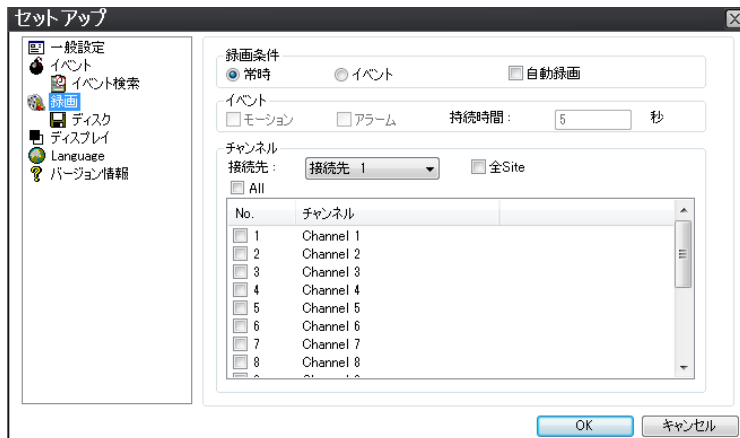 セットアップ
一般設定
イベント
イベント検索
録画
ディスク
ディスプレイ
Language
バージョン情報
録画条件
常時 イベント 自動録画
イベント
モーション アラーム 持続時間: 5 秒
チャンネル
接続先: 接続先 1 全Site
All
No. チャンネル
1 Channel 1
2 Channel 2
3 Channel 3
4 Channel 4
5 Channel 5
6 Channel 6
7 Channel 7
8 Channel 8
OK キャンセル